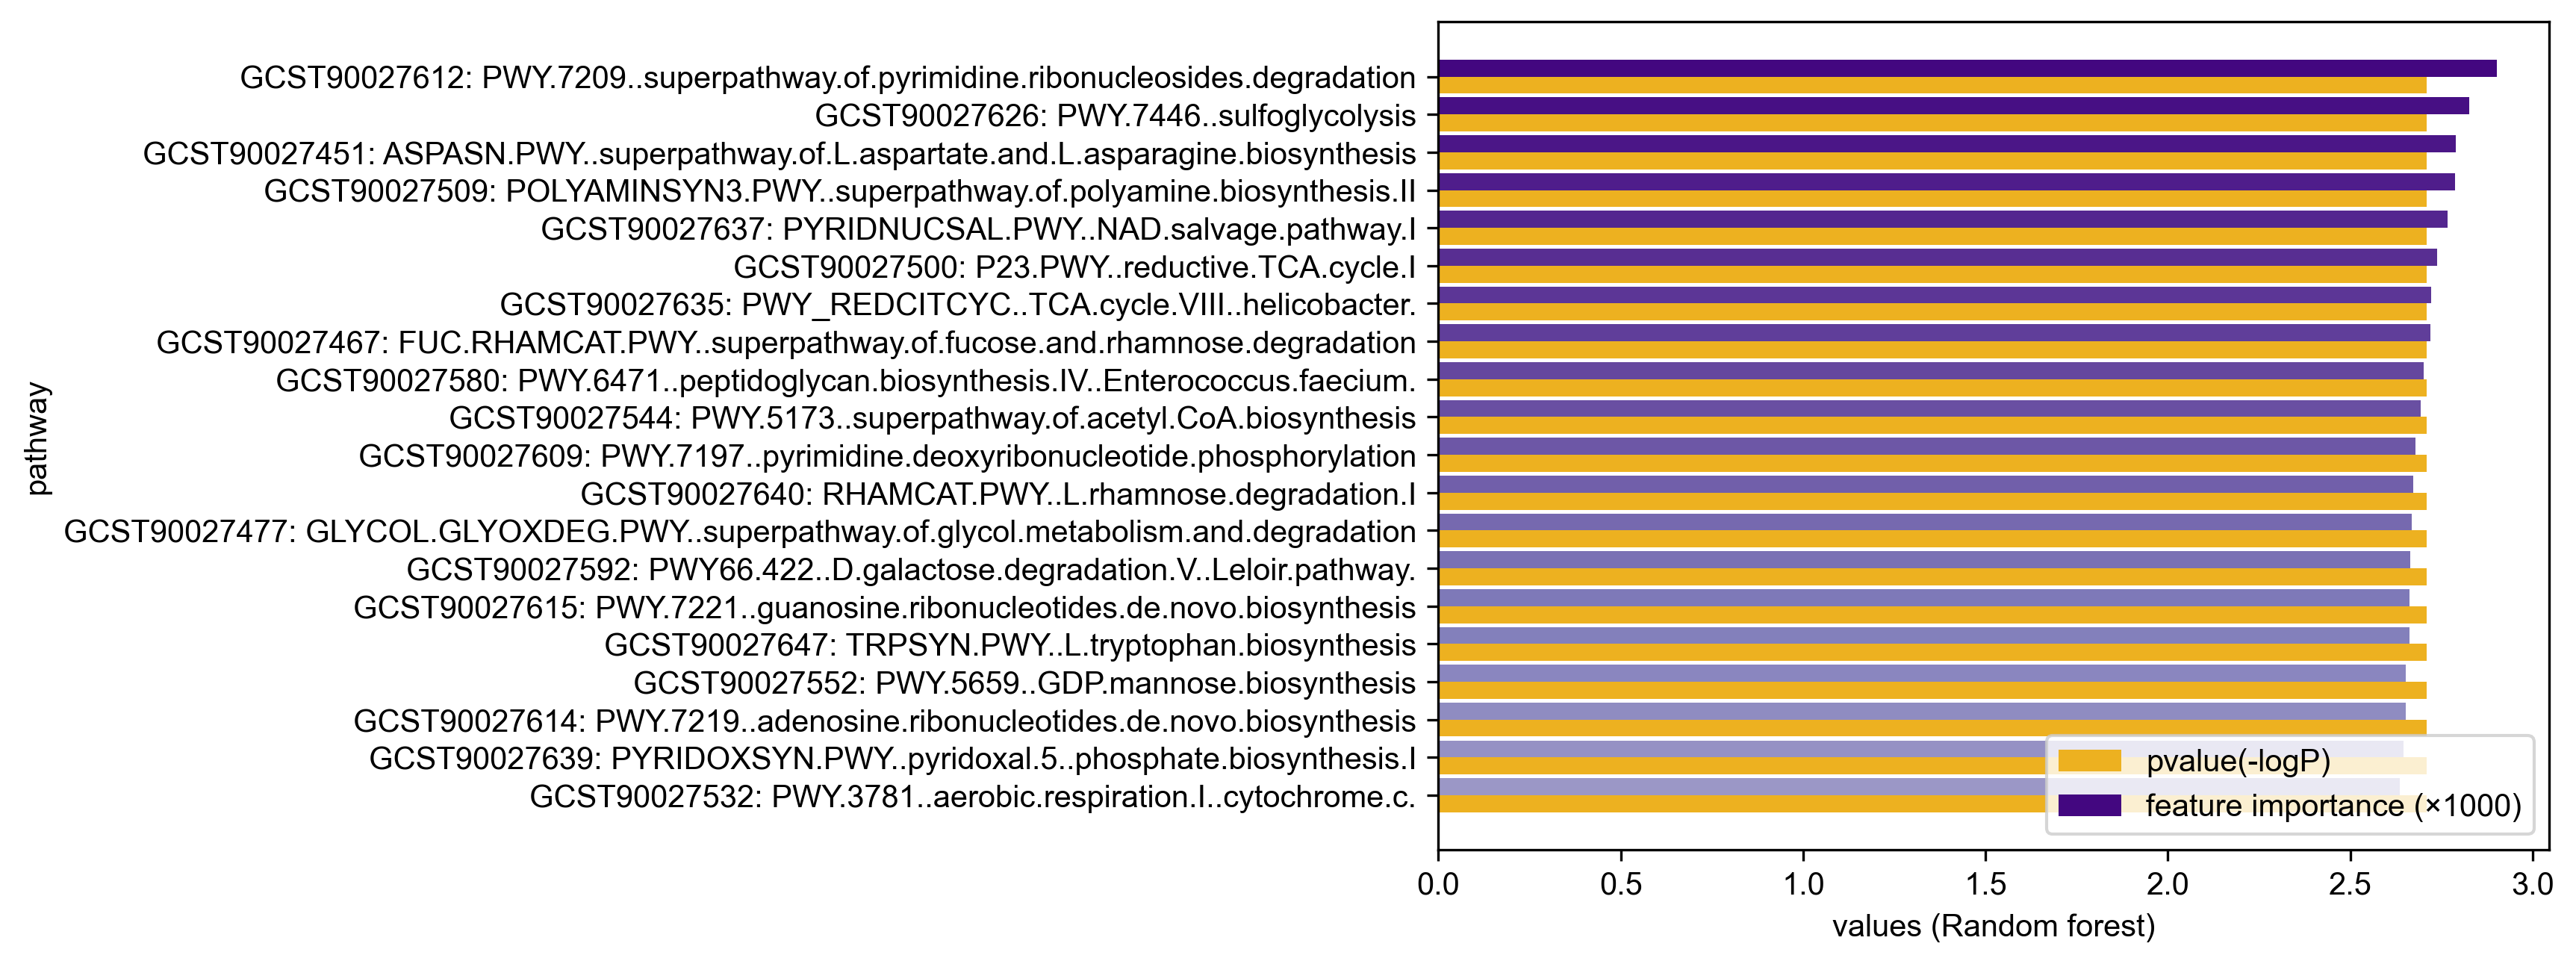 pathway
GCST90027612: PWY.7209..superpathway.of.pyrimidine.ribonucleosides.degradation
GCST90027626: PWY.7446..sulfoglycolysis
GCST90027451: ASPASN.PWY..superpathway.of.L.aspartate.and.L.asparagine.biosynthesis
GCST90027509: POLYAMINSYN3.PWY..superpathway.of.polyamine.biosynthesis.II
GCST90027637: PYRIDNUCSAL.PWY..NAD.salvage.pathway.I
GCST90027500: P23.PWY..reductive.TCA.cycle.I
GCST90027635: PWY_REDCITCYC..TCA.cycle.VIII..helicobacter.
GCST90027467: FUC.RHAMCAT.PWY..superpathway.of.fucose.and.rhamnose.degradation
GCST90027580: PWY.6471..peptidoglycan.biosynthesis.IV..Enterococcus.faecium.
GCST90027544: PWY.5173..superpathway.of.acetyl.CoA.biosynthesis
GCST90027609: PWY.7197..pyrimidine.deoxyribonucleotide.phosphorylation
GCST90027640: RHAMCAT.PWY..L.rhamnose.degradation.I
GCST90027477: GLYCOL.GLYOXDEG.PWY..superpathway.of.glycol.metabolism.and.degradation
GCST90027592: PWY66.422..D.galactose.degradation.V..Leloir.pathway.
GCST90027615: PWY.7221..guanosine.ribonucleotides.de.novo.biosynthesis
GCST90027647: TRPSYN.PWY..L.tryptophan.biosynthesis
GCST90027552: PWY.5659..GDP.mannose.biosynthesis
GCST90027614: PWY.7219..adenosine.ribonucleotides.de.novo.biosynthesis
GCST90027639: PYRIDOXSYN.PWY..pyridoxal.5..phosphate.biosynthesis.I
GCST90027532: PWY.3781..aerobic.respiration.I..cytochrome.c.
pvalue(-logP)
feature importance (×1000)
0.0 0.5 1.0 1.5 2.0 2.5 3.0
values (Random forest)